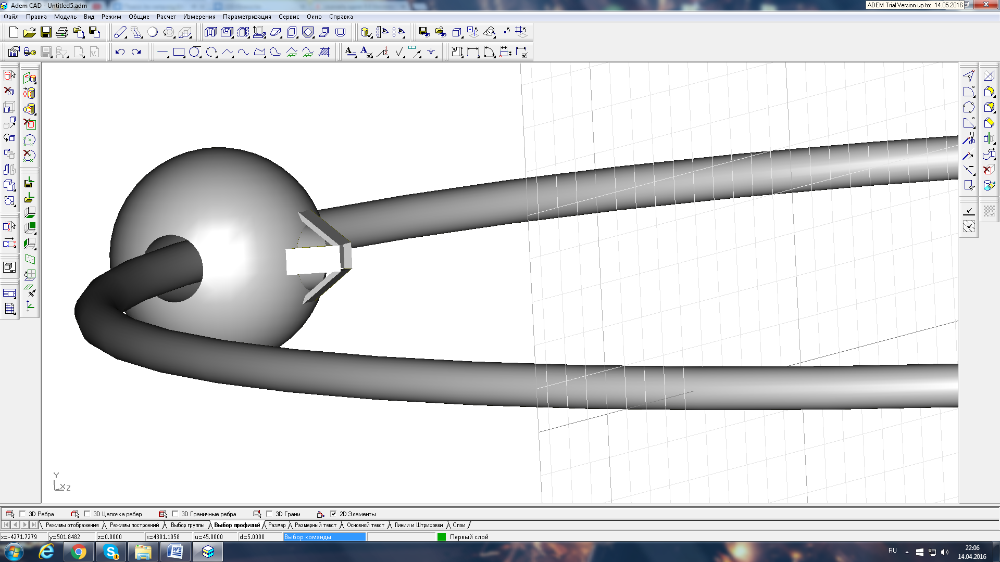 Adem CAD - Untitled5.adm
ADEM Trial Version up to: 14.05.2016
Файл Правка Модуль Вид Режим Общие Расчет Измерения Параметризация Сервис Окно Справка
Y
X Z
3D Ребра 3D Цепочка ребер 3D Граничные ребра 3D Грани 2D Элементы
Режимы отображения Режимы построений Выбор группы Выбор профилей Размер Размерный текст Основной текст Линии и Штриховки Слои
x=-4271.7279 y=501.8482 z=0.0000 s=4301.1058 u=45.0000 d=5.0000 Выбор команды Первый слой
RU 22:06
14.04.2016